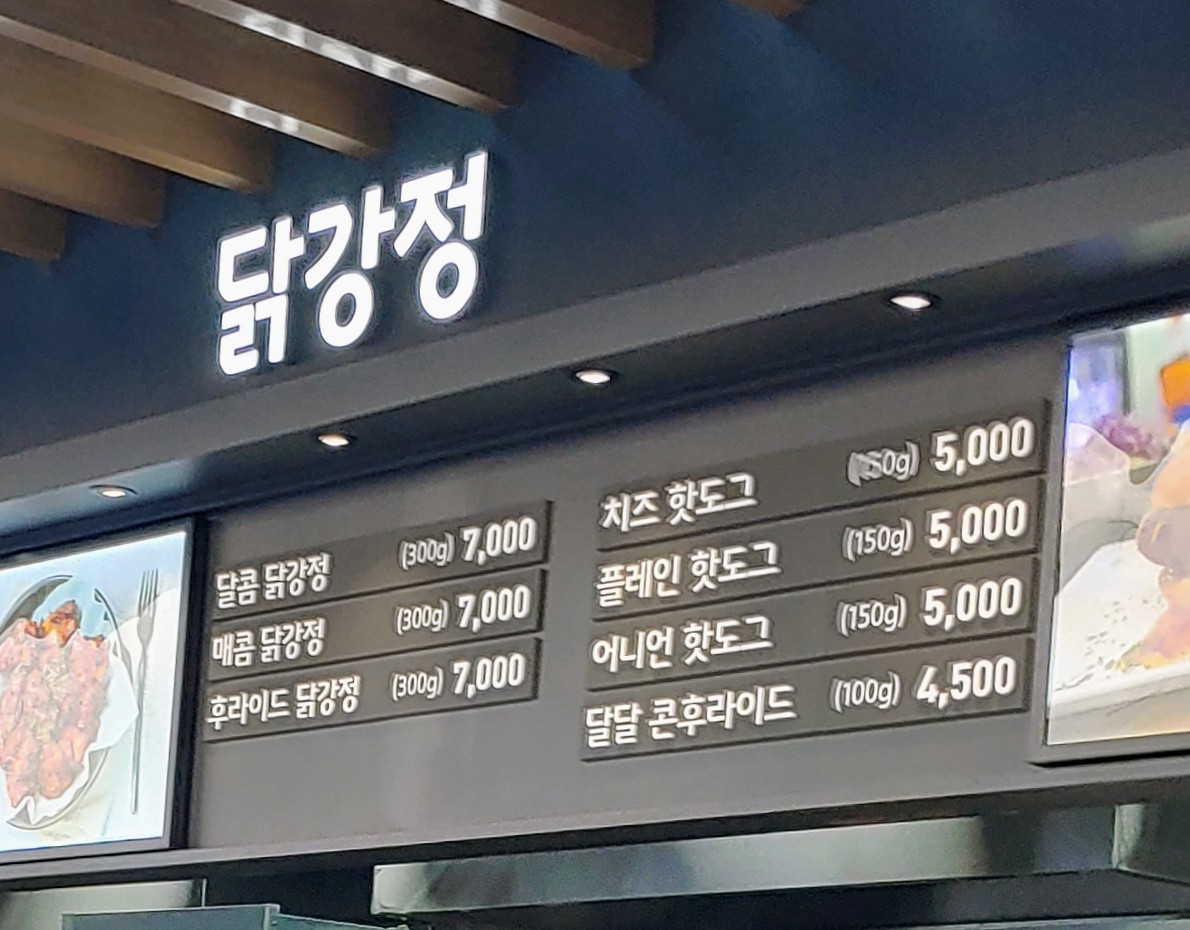 닭강정
달콤 닭강정 (300g) 7,000
매콤 닭강정 (300g) 7,000
후라이드 닭강정 (300g) 7,000
치즈 핫도그 5,000
플레인 핫도그 (150g) 5,000
어니언 핫도그 (150g) 5,000
달달 콘후라이드 (100g) 4,500